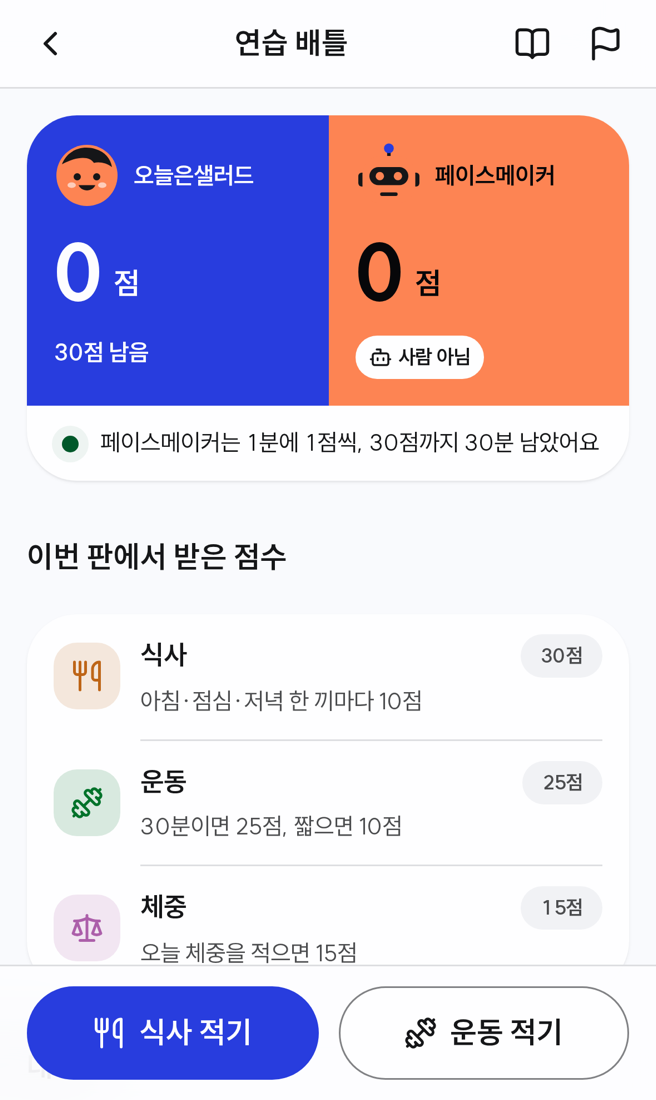 연습 배틀
오늘은샐러드
0 점
30점 남음
페이스메이커
0 점
사람 아님
페이스메이커는 1분에 1점씩, 30점까지 30분 남았어요
이번 판에서 받은 점수
식사
30점
아침·점심·저녁 한 끼마다 10점
운동
25점
30분이면 25점, 짧으면 10점
체중
15점
오늘 체중을 적으면 15점
식사 적기
운동 적기